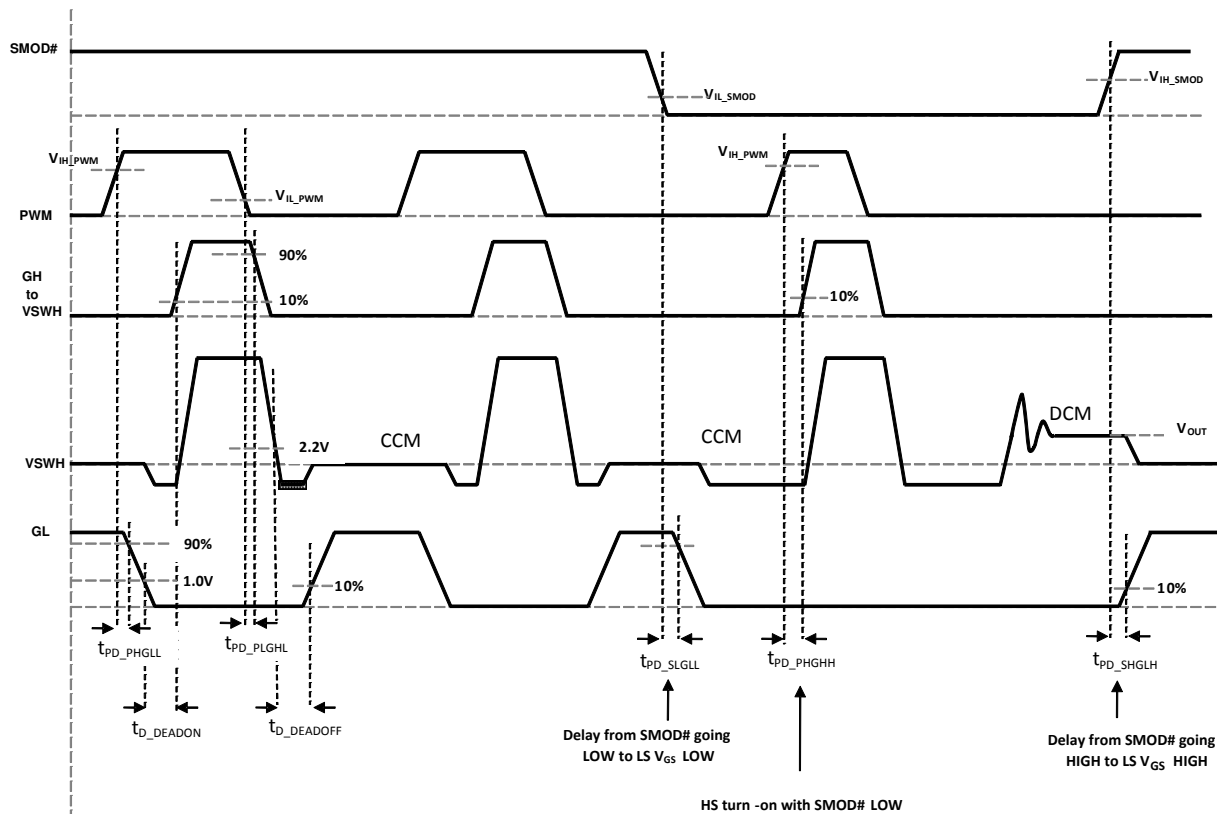 SMOD#
V_IL_SMOD
V_IH_SMOD
V_IH_PWM
V_IL_PWM
V_IH_PWM
PWM
90%
10%
10%
GH
to
VSWH
2.2V
CCM
CCM
DCM
V_OUT
VSWH
GL
90%
1.0V
10%
10%
t_PD_PHGLL
t_PD_PLGHL
t_PD_SLGLL
t_PD_PHGHH
t_PD_SHGLH
t_D_DEADON
t_D_DEADOFF
Delay from SMOD# going
LOW to LS V_GS LOW
Delay from SMOD# going
HIGH to LS V_GS HIGH
HS turn -on with SMOD# LOW